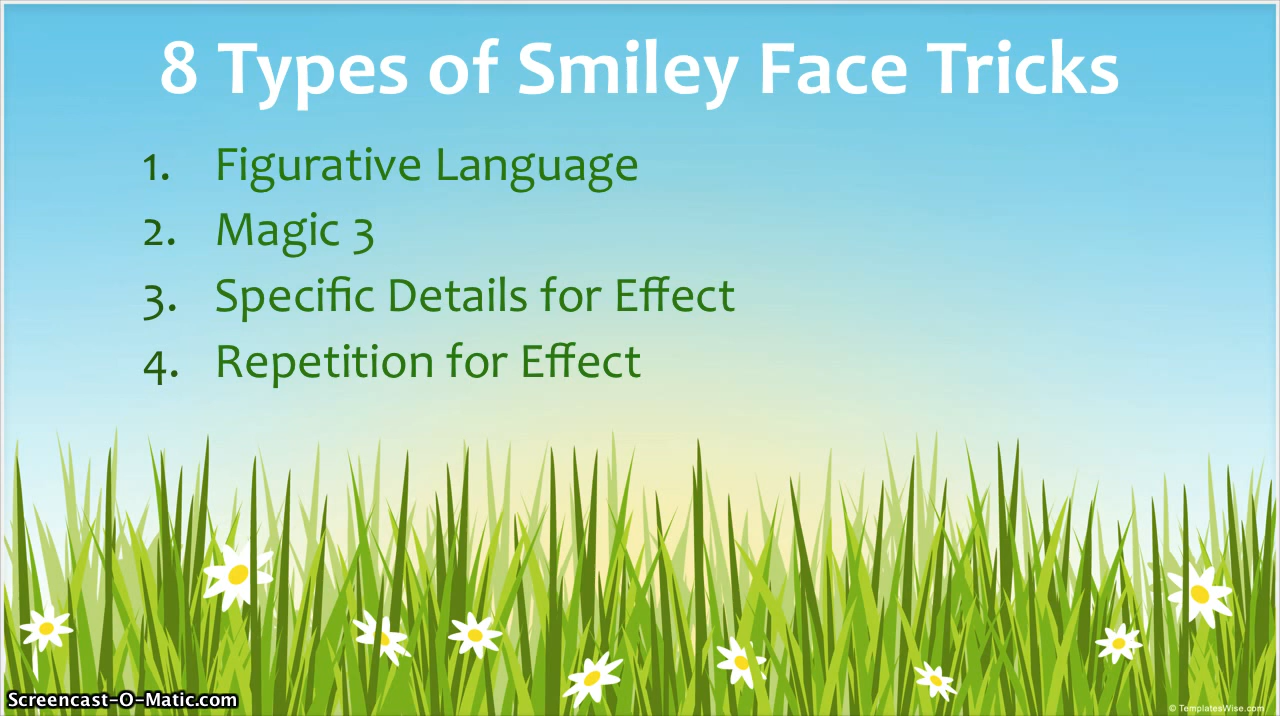 8 Types of Smiley Face Tricks
1. Figurative Language
2. Magic 3
3. Specific Details for Effect
4. Repetition for Effect
Screencast-O-Matic.com
© TemplatesWise.com